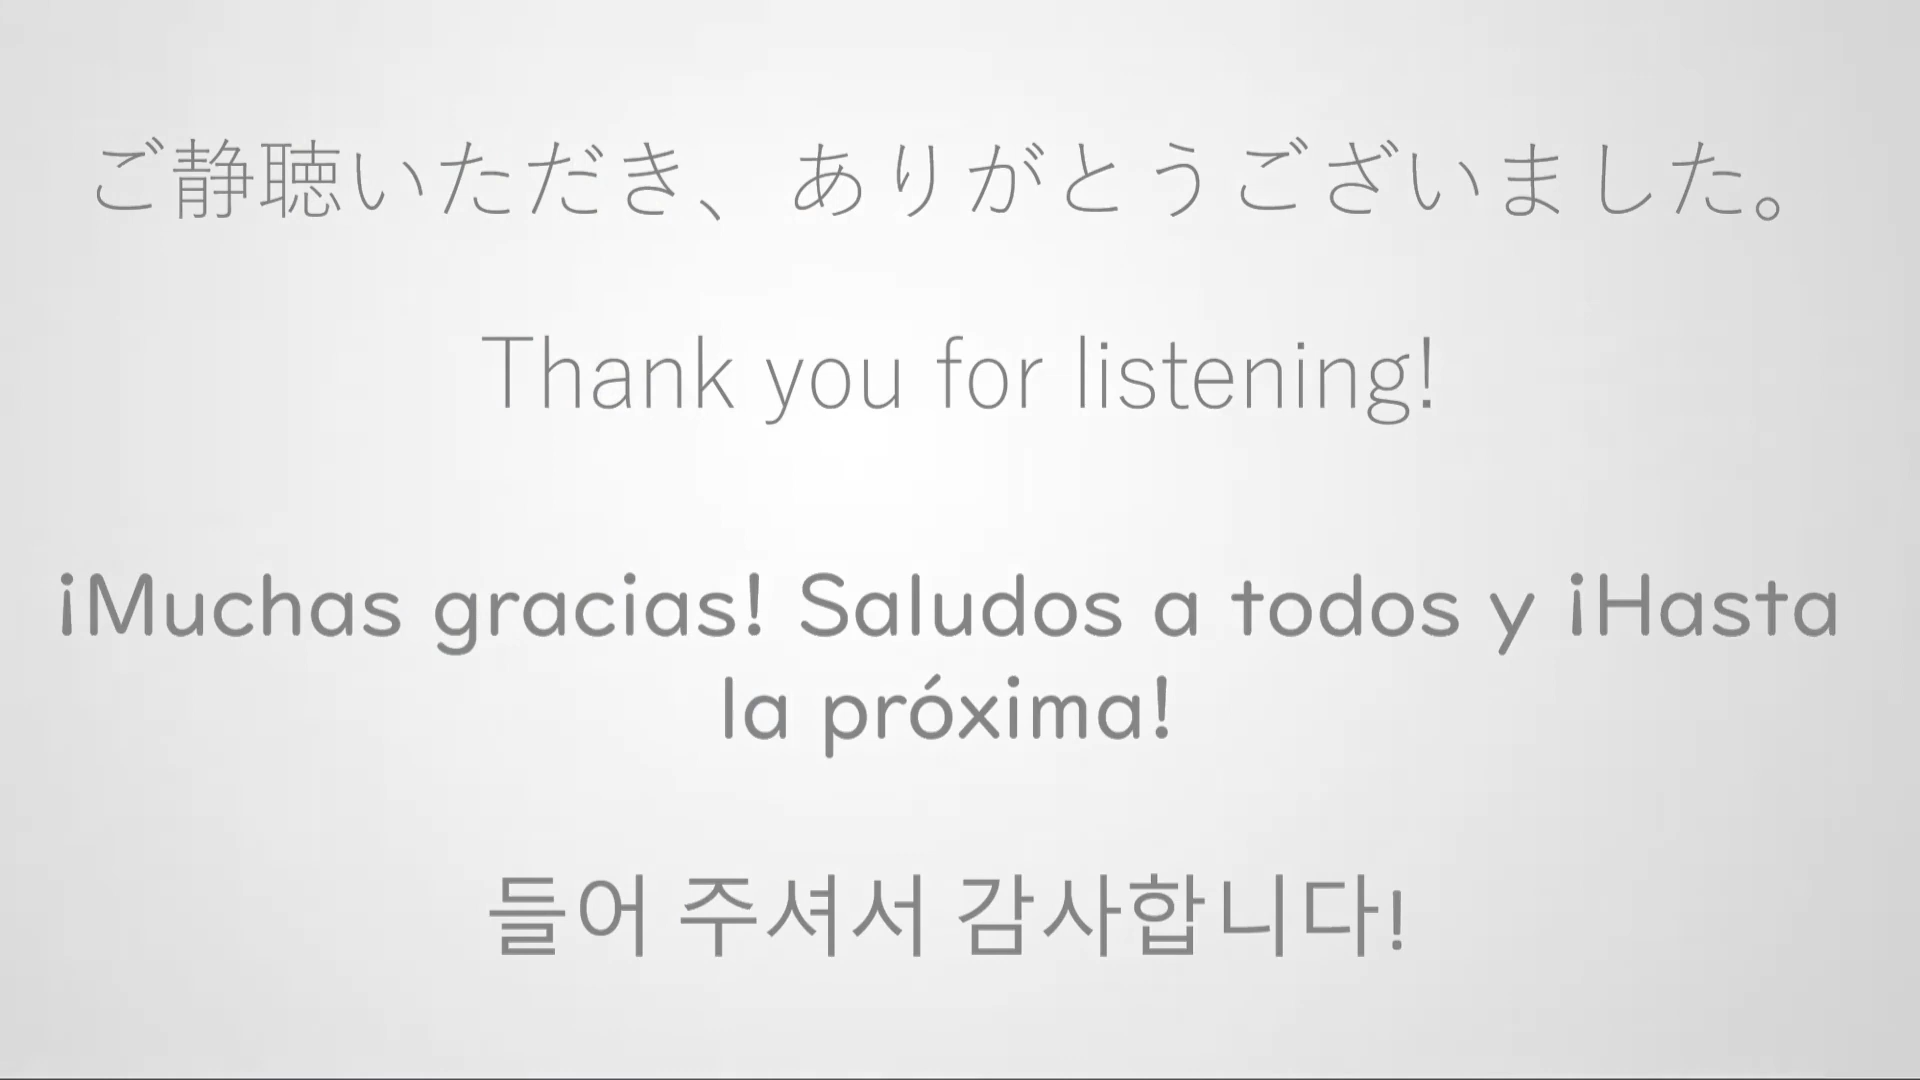 ご静聴いただき、ありがとうございました。
Thank you for listening!
¡Muchas gracias! Saludos a todos y ¡Hasta
la próxima!
들어 주셔서 감사합니다!